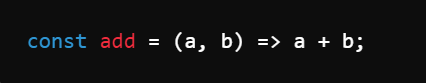 const add = (a, b) => a + b;